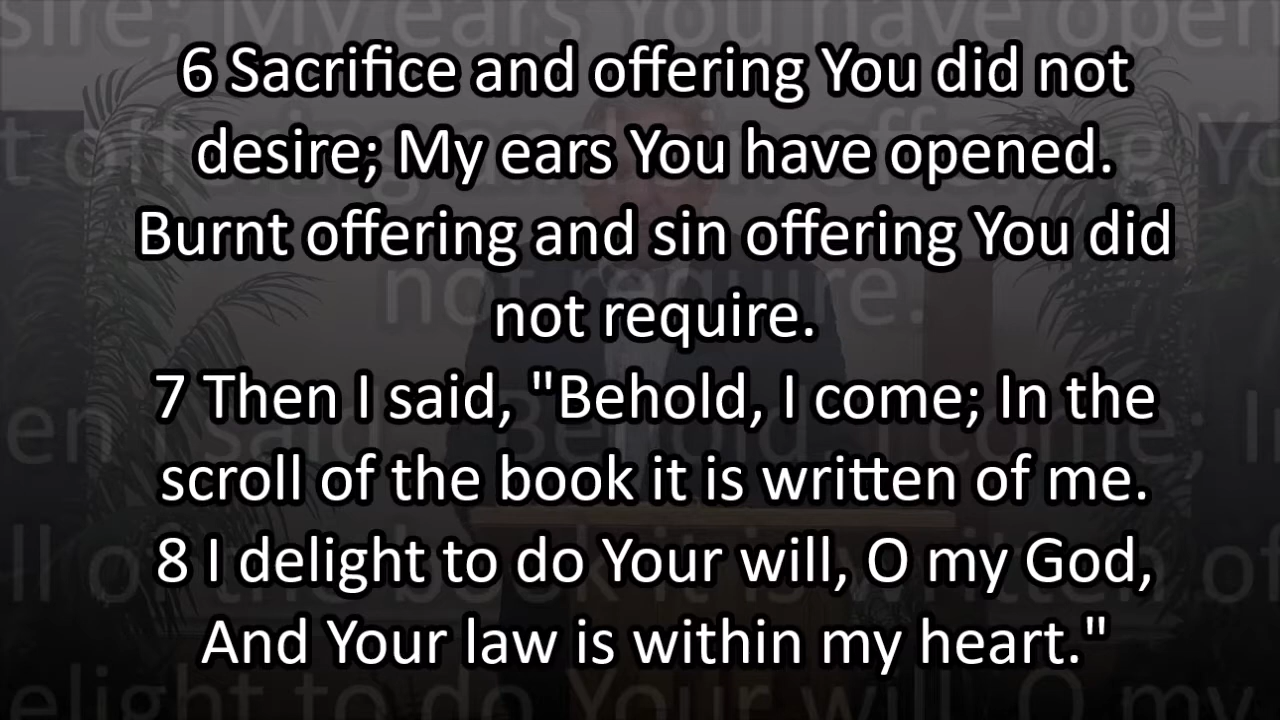 6 Sacrifice and offering You did not
desire; My ears You have opened.
Burnt offering and sin offering You did
not require.
7 Then I said, "Behold, I come; In the
scroll of the book it is written of me.
8 I delight to do Your will, O my God,
And Your law is within my heart."